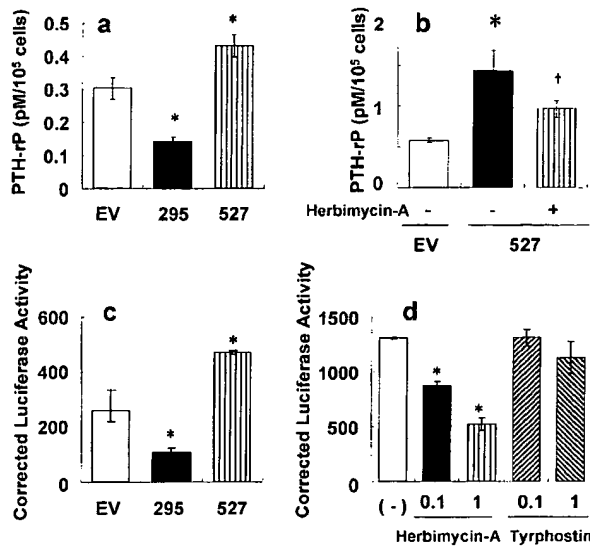 a
PTH-rP (pM/10⁵ cells)
0.5
0.4
0.3
0.2
0.1
0
*
*
EV 295 527
b
PTH-rP (pM/10⁵ cells)
2
1
0
*
†
Herbimycin-A - - +
EV 527
c
Corrected Luciferase Activity
600
400
200
0
*
*
EV 295 527
d
Corrected Luciferase Activity
1500
1000
500
0
*
*
(-) 0.1 1 0.1 1
Herbimycin-A Tyrphostin